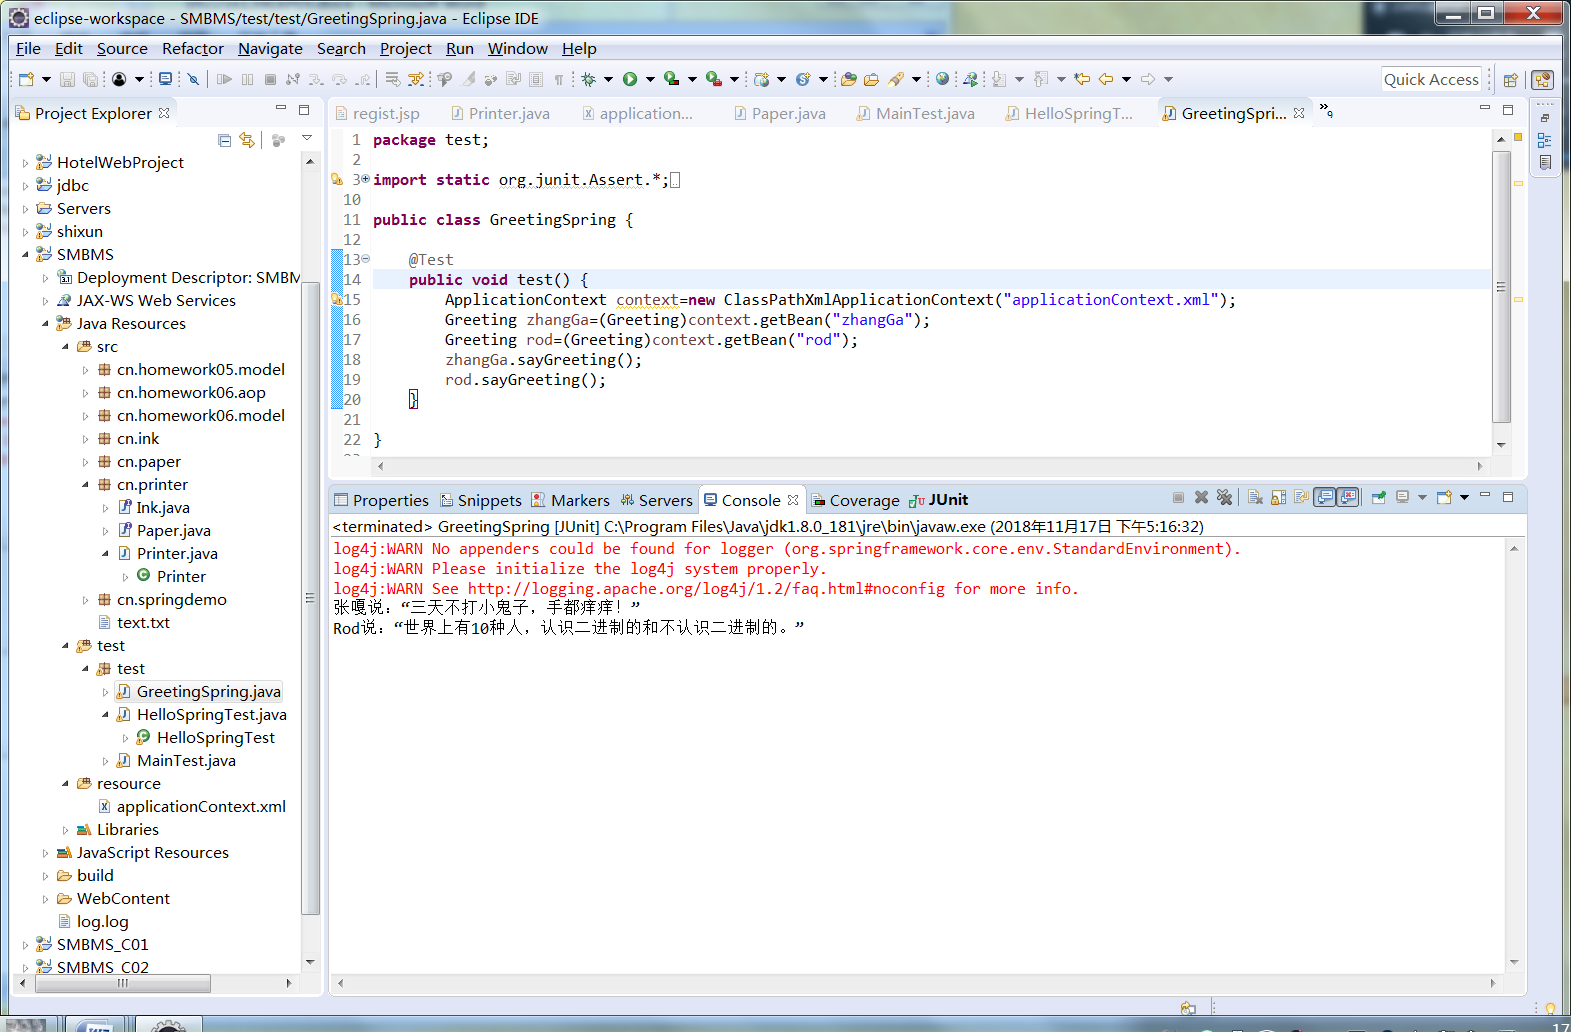 eclipse-workspace - SMBMS/test/test/GreetingSpring.java - Eclipse IDE
File Edit Source Refactor Navigate Search Project Run Window Help
Quick Access
Project Explorer
HotelWebProject
jdbc
Servers
shixun
SMBMS
Deployment Descriptor: SMBM
JAX-WS Web Services
Java Resources
src
cn.homework05.model
cn.homework06.aop
cn.homework06.model
cn.ink
cn.paper
cn.printer
Ink.java
Paper.java
Printer.java
Printer
cn.springdemo
text.txt
test
test
GreetingSpring.java
HelloSpringTest.java
HelloSpringTest
MainTest.java
resource
applicationContext.xml
Libraries
JavaScript Resources
build
WebContent
log.log
SMBMS_C01
SMBMS_C02
regist.jsp Printer.java application... Paper.java MainTest.java HelloSpringT... GreetingSpri... »9
1 package test;
2
3 import static org.junit.Assert.*;
10
11 public class GreetingSpring {
12
13 @Test
14 public void test() {
15 ApplicationContext context=new ClassPathXmlApplicationContext("applicationContext.xml");
16 Greeting zhangGa=(Greeting)context.getBean("zhangGa");
17 Greeting rod=(Greeting)context.getBean("rod");
18 zhangGa.sayGreeting();
19 rod.sayGreeting();
20 }
21
22 }
Properties Snippets Markers Servers Console Coverage JUnit
<terminated> GreetingSpring [JUnit] C:\Program Files\Java\jdk1.8.0_181\jre\bin\javaw.exe (2018年11月17日 下午5:16:32)
log4j:WARN No appenders could be found for logger (org.springframework.core.env.StandardEnvironment).
log4j:WARN Please initialize the log4j system properly.
log4j:WARN See http://logging.apache.org/log4j/1.2/faq.html#noconfig for more info.
张嘎说：“三天不打小鬼子，手都痒痒！”
Rod说：“世界上有10种人，认识二进制的和不认识二进制的。”